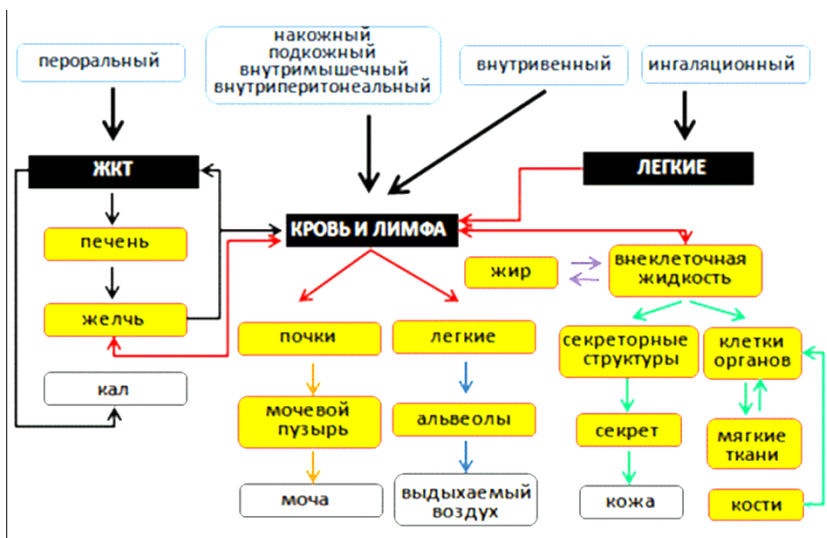 пероральный
накожный
подкожный
внутримышечный
внутриперитонеальный
внутривенный
ингаляционный
ЖКТ
ЛЕГКИЕ
КРОВЬ И ЛИМФА
печень
жир
внеклеточная
жидкость
желчь
почки
легкие
секреторные
структуры
клетки
органов
кал
мочевой
пузырь
альвеолы
секрет
мягкие
ткани
моча
выдыхаемый
воздух
кожа
кости